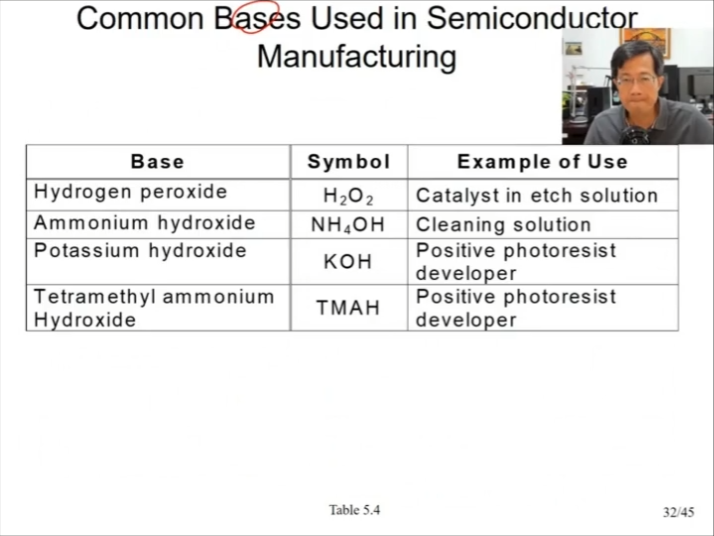 Common Bases Used in Semiconductor
Manufacturing
Base Symbol Example of Use
Hydrogen peroxide H₂O₂ Catalyst in etch solution
Ammonium hydroxide NH₄OH Cleaning solution
Potassium hydroxide KOH Positive photoresist
developer
Tetramethyl ammonium
Hydroxide TMAH Positive photoresist
developer
Table 5.4
32/45